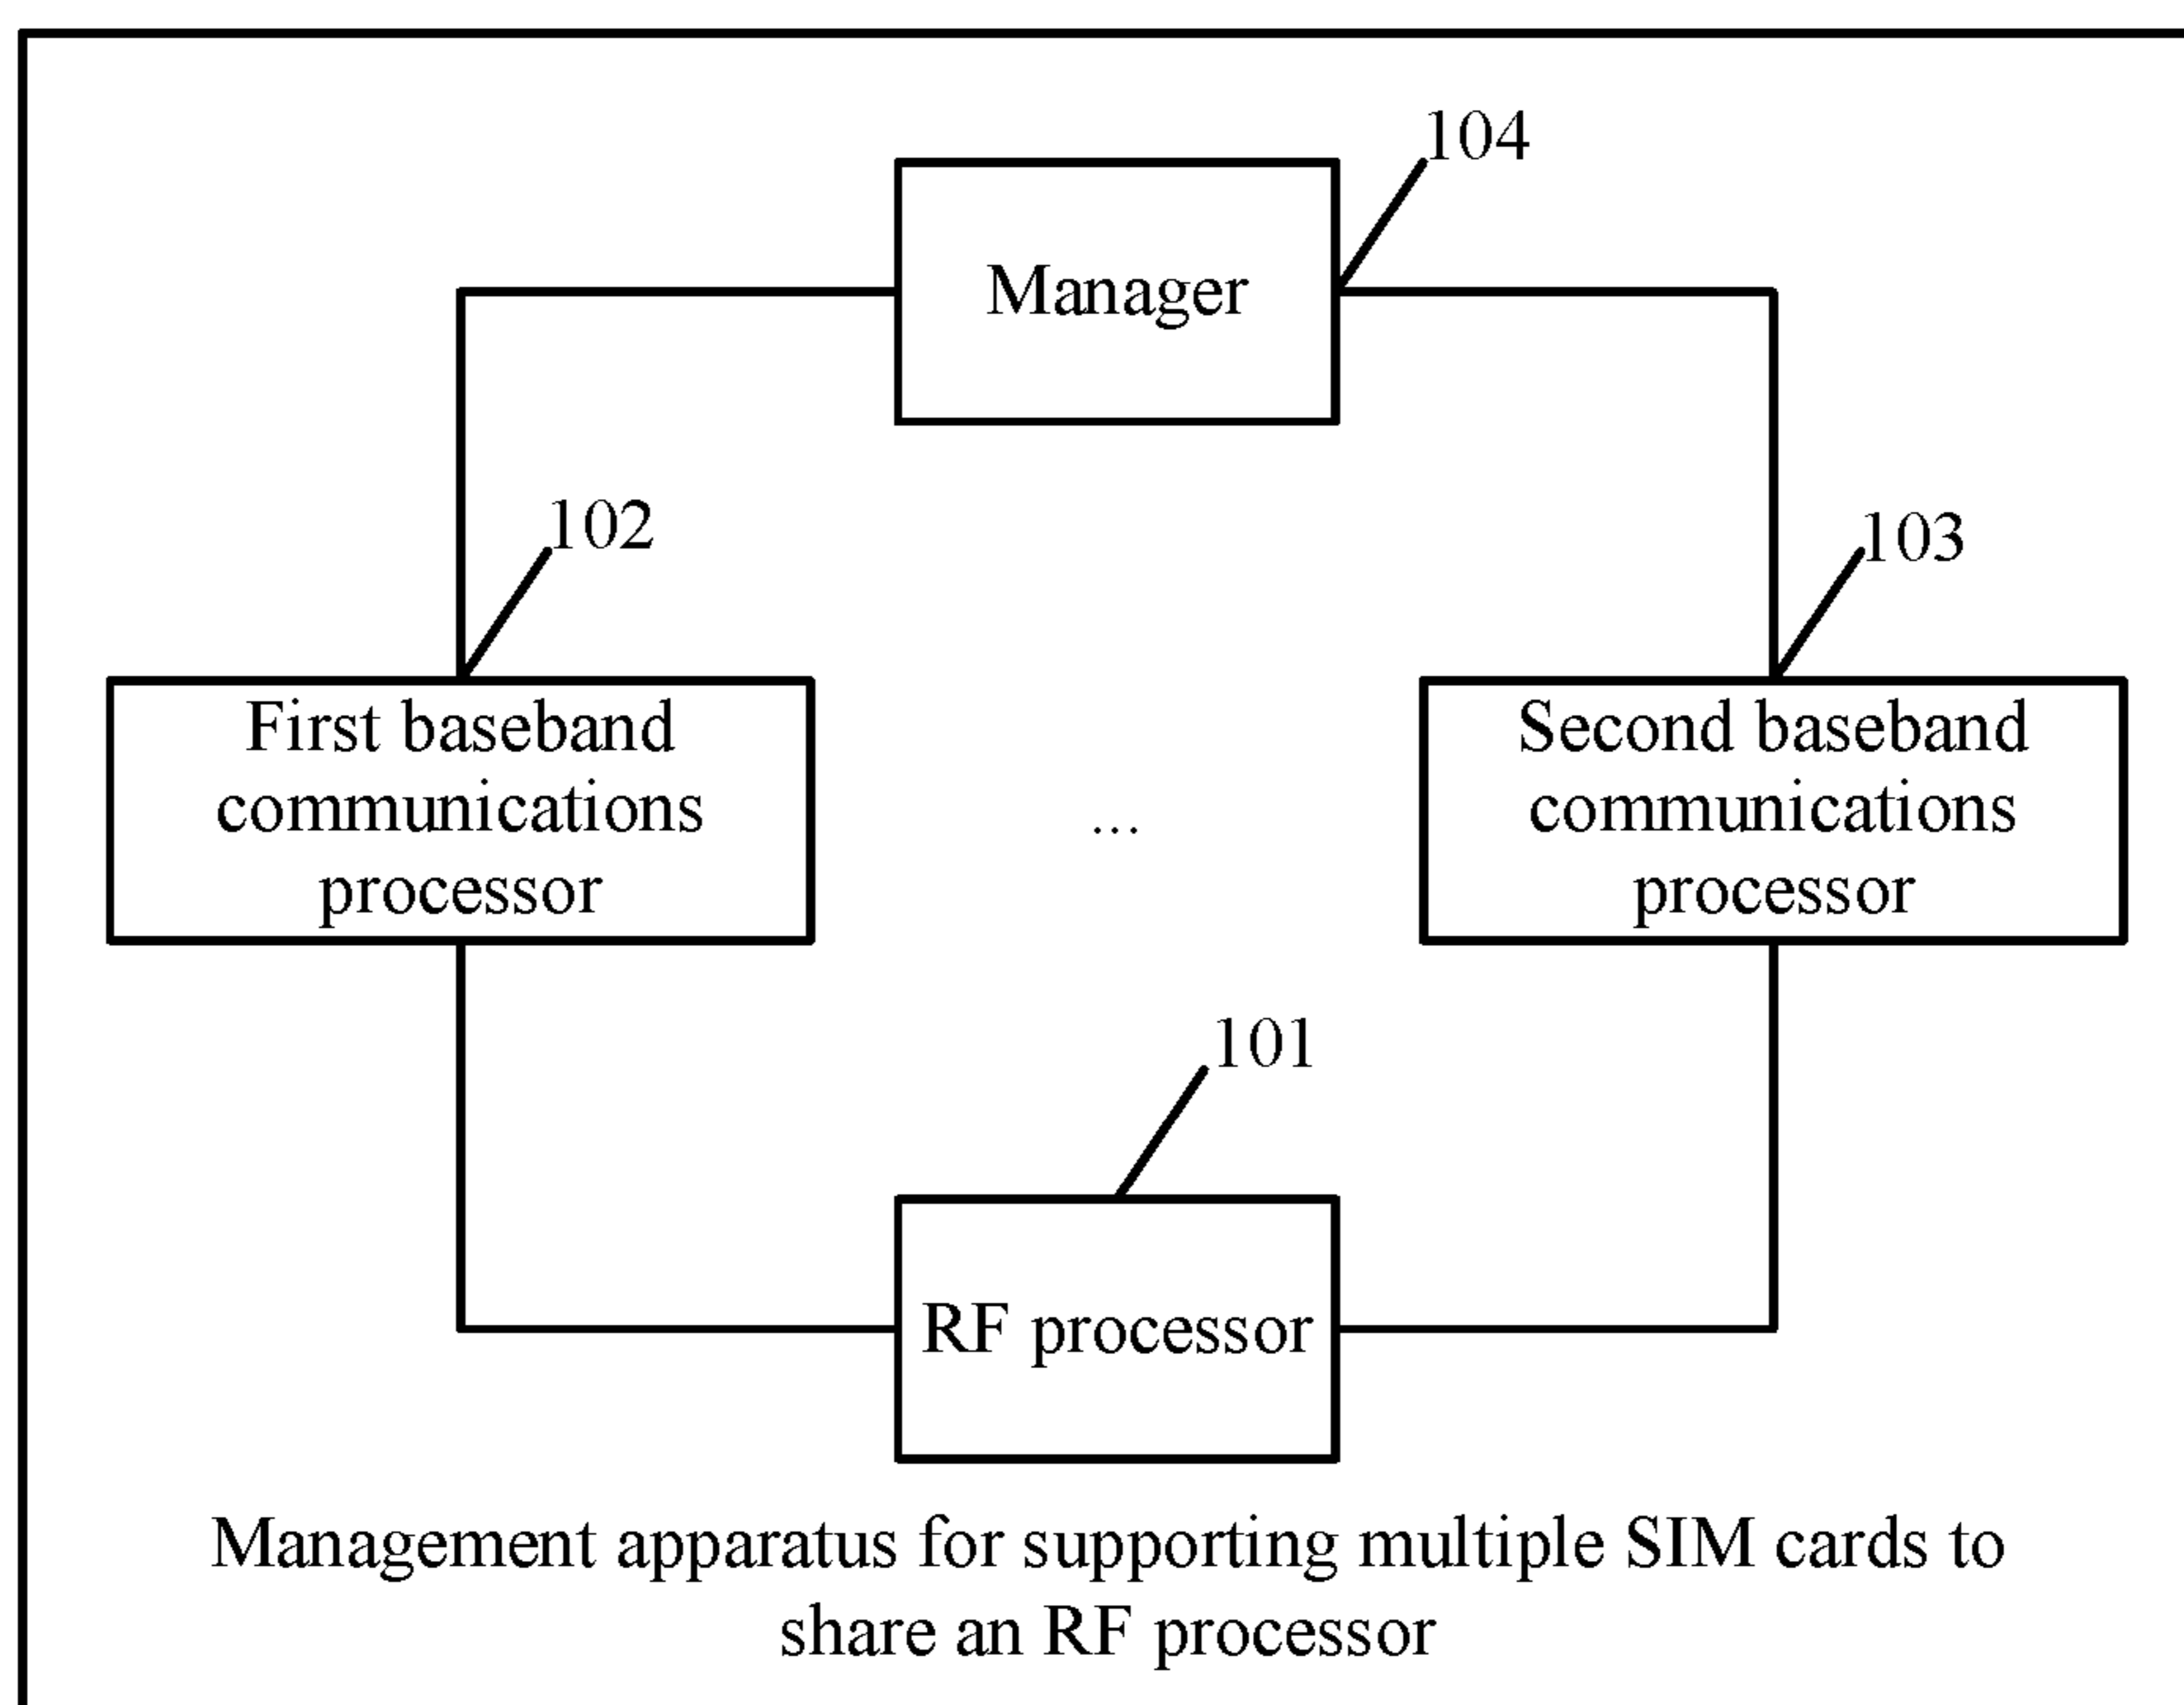 104
Manager
102
103
First baseband
communications
processor
...
Second baseband
communications
processor
101
RF processor
Management apparatus for supporting multiple SIM cards to
share an RF processor